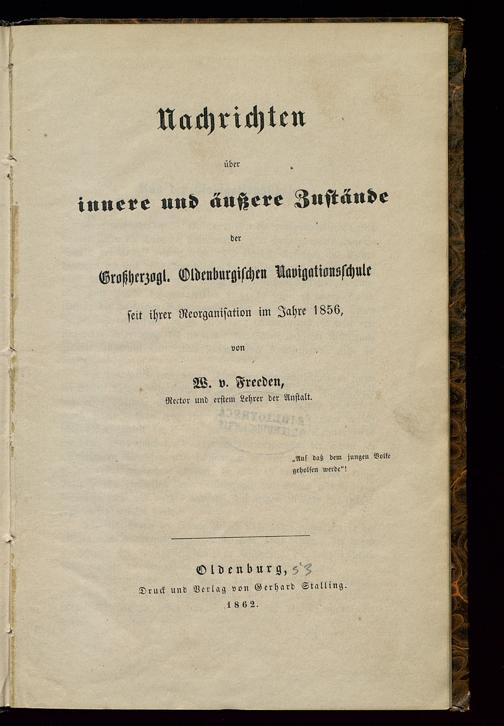 Nachrichten
über
innere und äußere Zustände
der
Großherzogl. Oldenburgischen Navigationsschule
seit ihrer Reorganisation im Jahre 1856,
von
W. v. Freeden,
Rector und erstem Lehrer der Anstalt.
„Auf daß dem jungen Volke
geholfen werde"!
Oldenburg, 53
Druck und Verlag von Gerhard Stalling.
1862.